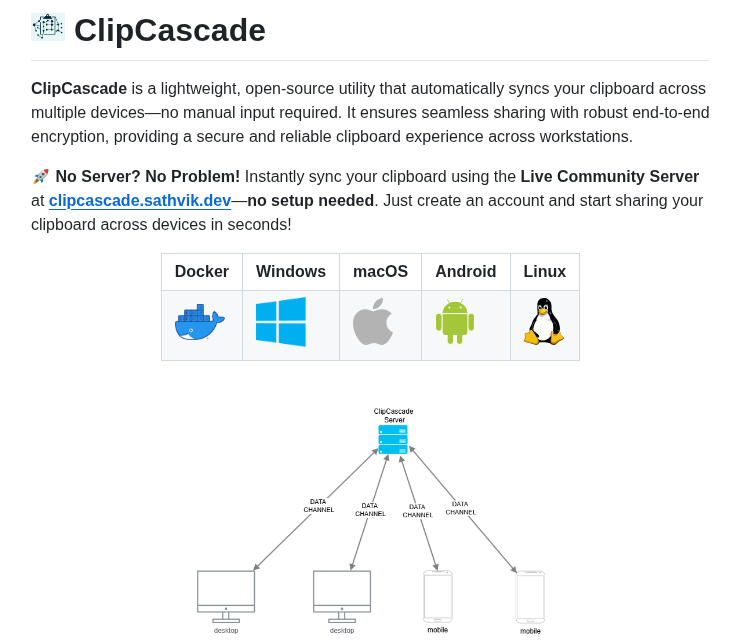 ClipCascade
ClipCascade is a lightweight, open-source utility that automatically syncs your clipboard across
multiple devices—no manual input required. It ensures seamless sharing with robust end-to-end
encryption, providing a secure and reliable clipboard experience across workstations.
🚀 No Server? No Problem! Instantly sync your clipboard using the Live Community Server
at clipcascade.sathvik.dev—no setup needed. Just create an account and start sharing your
clipboard across devices in seconds!
Docker Windows macOS Android Linux
ClipCascade
Server
DATA
CHANNEL
DATA
CHANNEL
DATA
CHANNEL
DATA
CHANNEL
desktop
desktop
mobile
mobile